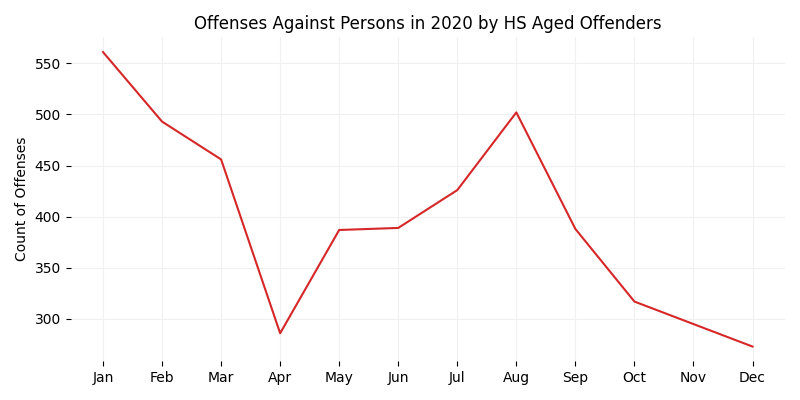 Offenses Against Persons in 2020 by HS Aged Offenders
Count of Offenses
550
500
450
400
350
300
Jan Feb Mar Apr May Jun Jul Aug Sep Oct Nov Dec